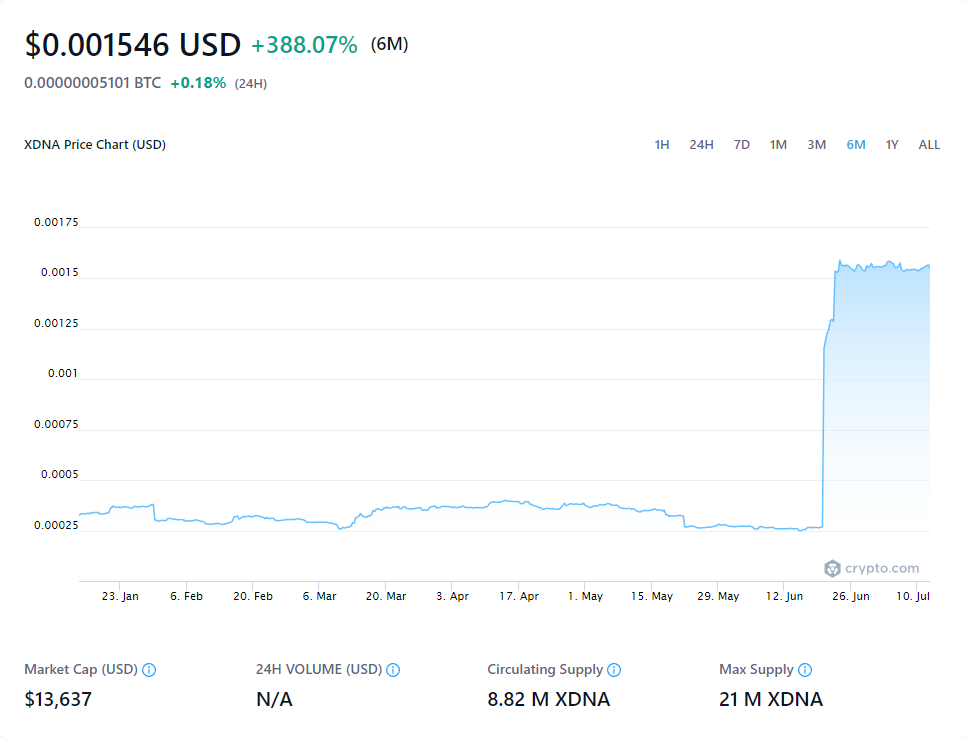 $0.001546 USD +388.07% (6M)
0.00000005101 BTC +0.18% (24H)
XDNA Price Chart (USD) 1H 24H 7D 1M 3M 6M 1Y ALL
0.00175
0.0015
0.00125
0.001
0.00075
0.0005
0.00025
crypto.com
23. Jan 6. Feb 20. Feb 6. Mar 20. Mar 3. Apr 17. Apr 1. May 15. May 29. May 12. Jun 26. Jun 10. Jul
Market Cap (USD) 24H VOLUME (USD) Circulating Supply Max Supply
$13,637 N/A 8.82 M XDNA 21 M XDNA